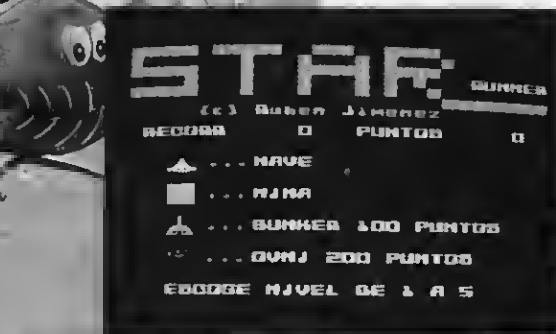 STAR
BUNKER
(c) Ruben Jimenez
RECORD 0 PUNTOS 0
... NAVE
... MINA
... BUNKER 100 PUNTOS
... OVNI 200 PUNTOS
ESCOGE NIVEL DE 1 A 5